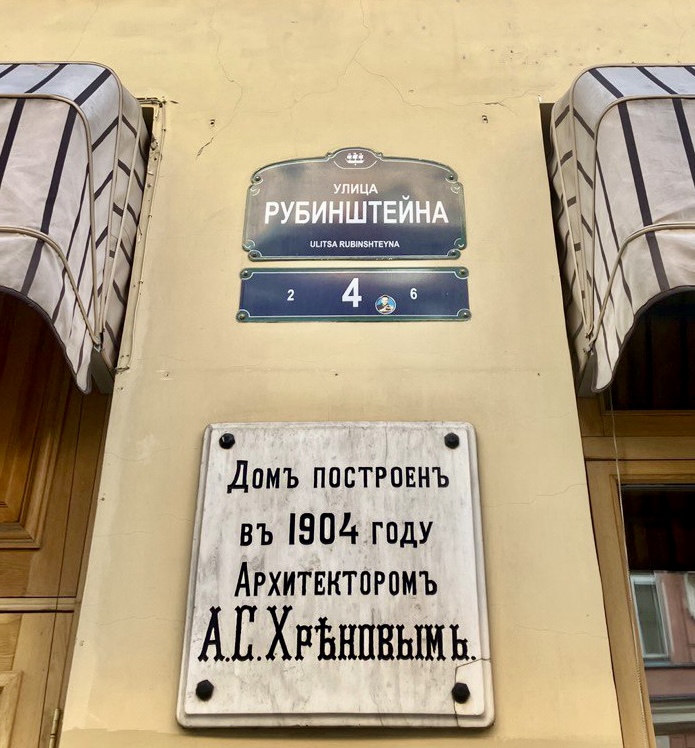 УЛИЦА
РУБИНШТЕЙНА
ULITSA RUBINSHTEYNA
2 4 6
Домъ построенъ
въ 1904 году
Архитекторомъ
А.С.Хрѣновымъ.